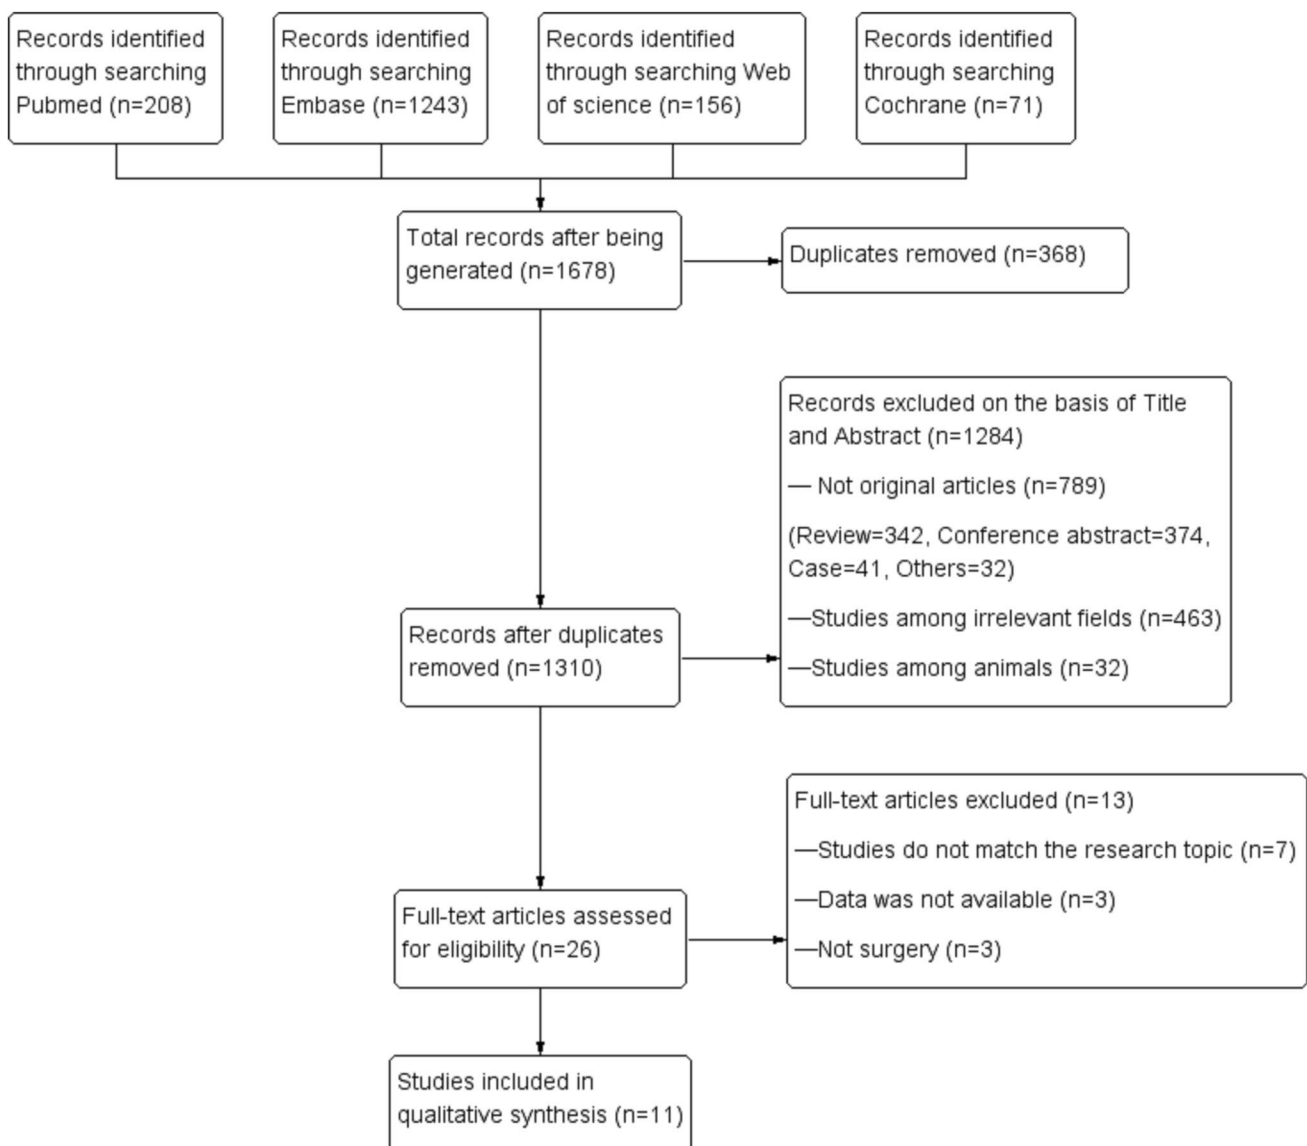 Records identified
through searching
Pubmed (n=208)
Records identified
through searching
Embase (n=1243)
Records identified
through searching Web
of science (n=156)
Records identified
through searching
Cochrane (n=71)
Total records after being
generated (n=1678)
Duplicates removed (n=368)
Records excluded on the basis of Title
and Abstract (n=1284)
— Not original articles (n=789)
(Review=342, Conference abstract=374,
Case=41, Others=32)
—Studies among irrelevant fields (n=463)
—Studies among animals (n=32)
Records after duplicates
removed (n=1310)
Full-text articles excluded (n=13)
—Studies do not match the research topic (n=7)
—Data was not available (n=3)
—Not surgery (n=3)
Full-text articles assessed
for eligibility (n=26)
Studies included in
qualitative synthesis (n=11)